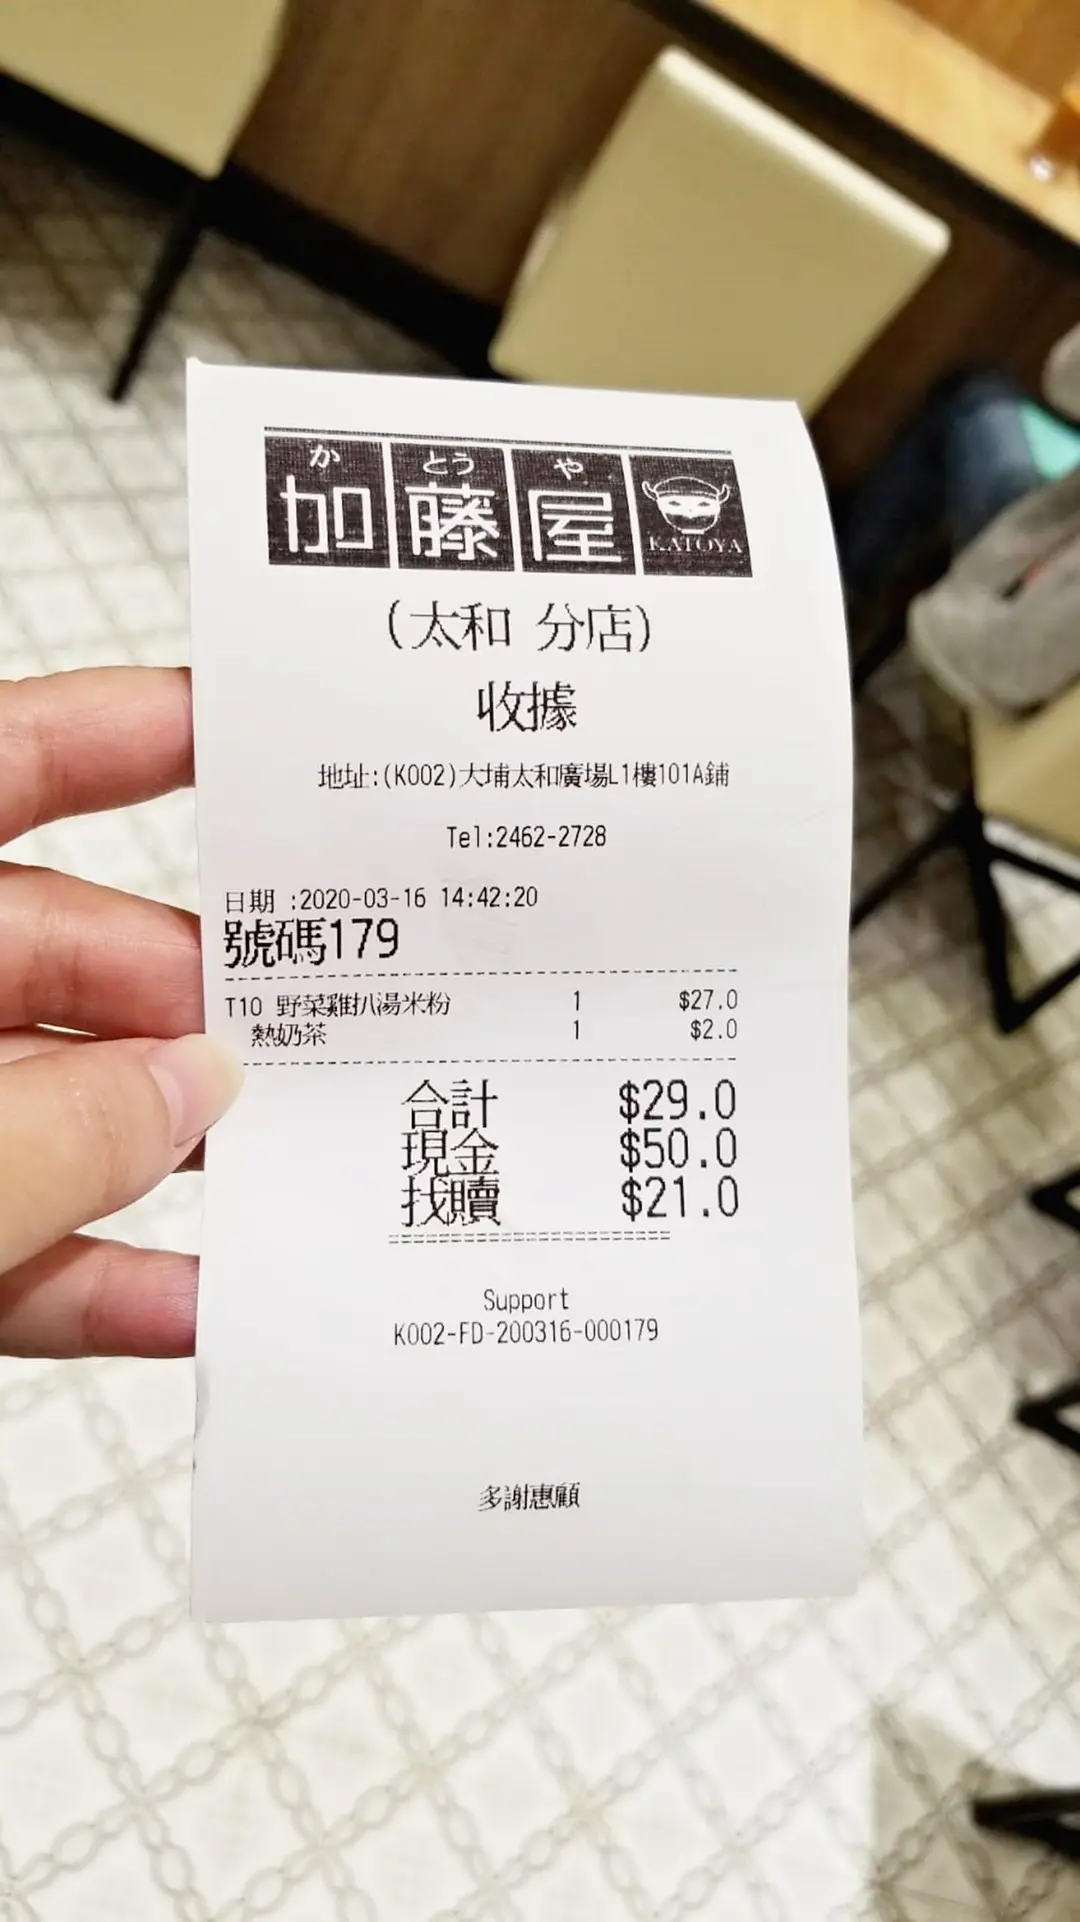 か とう や
加藤屋 KATOYA
(太和 分店)
收據
地址:(K002)大埔太和廣場L1樓101A鋪
Tel:2462-2728
日期 :2020-03-16 14:42:20
號碼179
T10 野菜雞扒湯米粉 1 $27.0
熱奶茶 1 $2.0
合計 $29.0
現金 $50.0
找贖 $21.0
Support
K002-FD-200316-000179
多謝惠顧